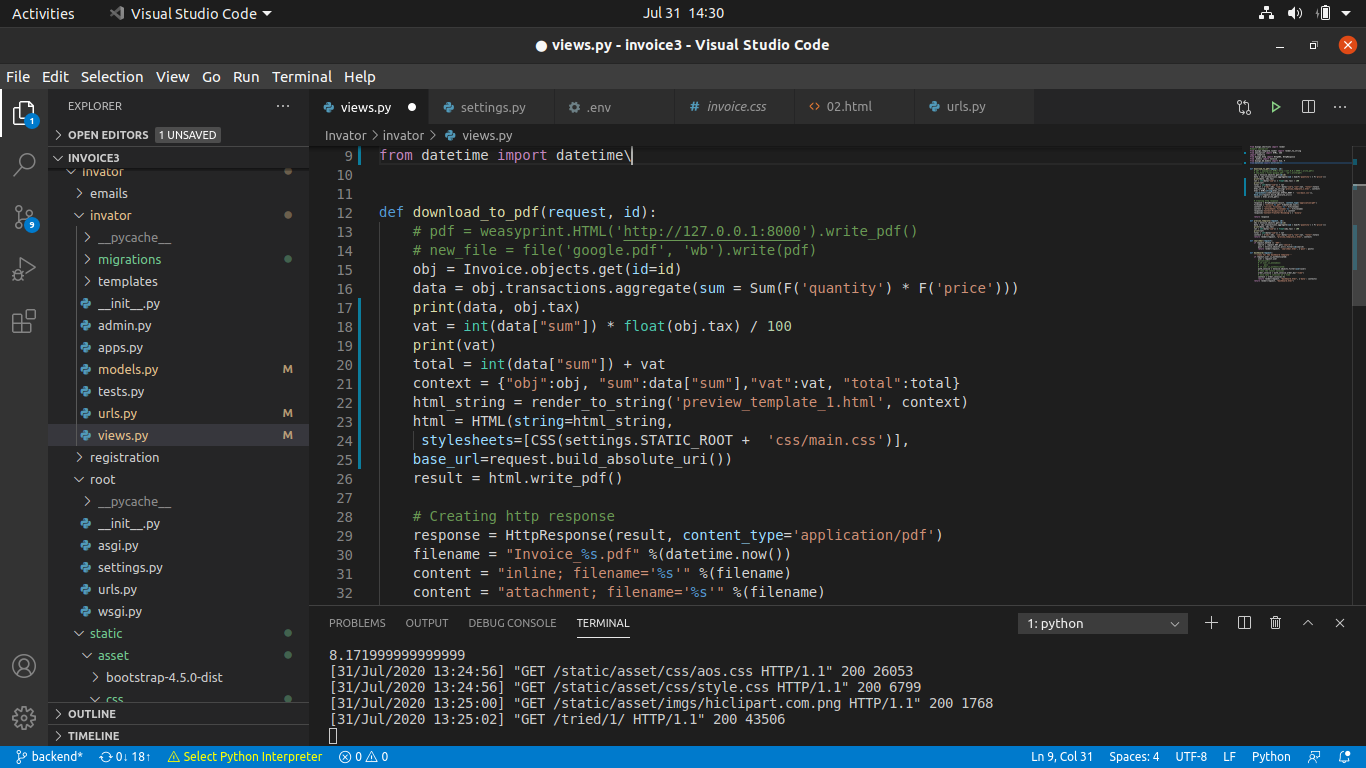 Activities
Visual Studio Code
Jul 31 14:30
views.py - invoice3 - Visual Studio Code
File Edit Selection View Go Run Terminal Help
EXPLORER
OPEN EDITORS 1 UNSAVED
INVOICE3
Invator
emails
invator
__pycache__
migrations
templates
__init__.py
admin.py
apps.py
models.py M
tests.py
urls.py M
views.py M
registration
root
__pycache__
__init__.py
asgi.py
settings.py
urls.py
wsgi.py
static
asset
bootstrap-4.5.0-dist
css
OUTLINE
TIMELINE
1
9
views.py settings.py .env invoice.css 02.html urls.py
Invator > invator > views.py
9 from datetime import datetime\
10
11
12 def download_to_pdf(request, id):
13     # pdf = weasyprint.HTML('http://127.0.0.1:8000').write_pdf()
14     # new_file = file('google.pdf', 'wb').write(pdf)
15     obj = Invoice.objects.get(id=id)
16     data = obj.transactions.aggregate(sum = Sum(F('quantity') * F('price')))
17     print(data, obj.tax)
18     vat = int(data["sum"]) * float(obj.tax) / 100
19     print(vat)
20     total = int(data["sum"]) + vat
21     context = {"obj":obj, "sum":data["sum"],"vat":vat, "total":total}
22     html_string = render_to_string('preview_template_1.html', context)
23     html = HTML(string=html_string,
24      stylesheets=[CSS(settings.STATIC_ROOT +  'css/main.css')],
25     base_url=request.build_absolute_uri())
26     result = html.write_pdf()
27
28     # Creating http response
29     response = HttpResponse(result, content_type='application/pdf')
30     filename = "Invoice_%s.pdf" %(datetime.now())
31     content = "inline; filename='%s'" %(filename)
32     content = "attachment; filename='%s'" %(filename)
PROBLEMS OUTPUT DEBUG CONSOLE TERMINAL
1: python
8.171999999999999
[31/Jul/2020 13:24:56] "GET /static/asset/css/aos.css HTTP/1.1" 200 26053
[31/Jul/2020 13:24:56] "GET /static/asset/css/style.css HTTP/1.1" 200 6799
[31/Jul/2020 13:25:00] "GET /static/asset/imgs/hiclipart.com.png HTTP/1.1" 200 1768
[31/Jul/2020 13:25:02] "GET /tried/1/ HTTP/1.1" 200 43506
backend* 0↓ 18↑ Select Python Interpreter 0 0
Ln 9, Col 31 Spaces: 4 UTF-8 LF Python